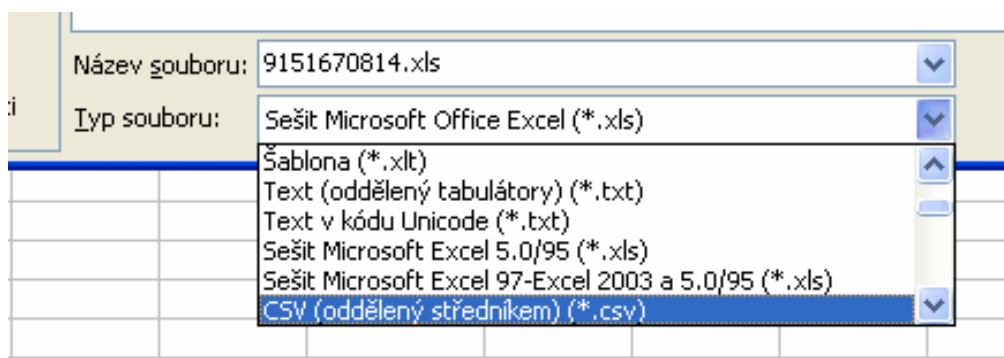 Název souboru: 9151670814.xls
ti
Typ souboru: Sešit Microsoft Office Excel (*.xls)
Šablona (*.xlt)
Text (oddělený tabulátory) (*.txt)
Text v kódu Unicode (*.txt)
Sešit Microsoft Excel 5.0/95 (*.xls)
Sešit Microsoft Excel 97-Excel 2003 a 5.0/95 (*.xls)
CSV (oddělený středníkem) (*.csv)